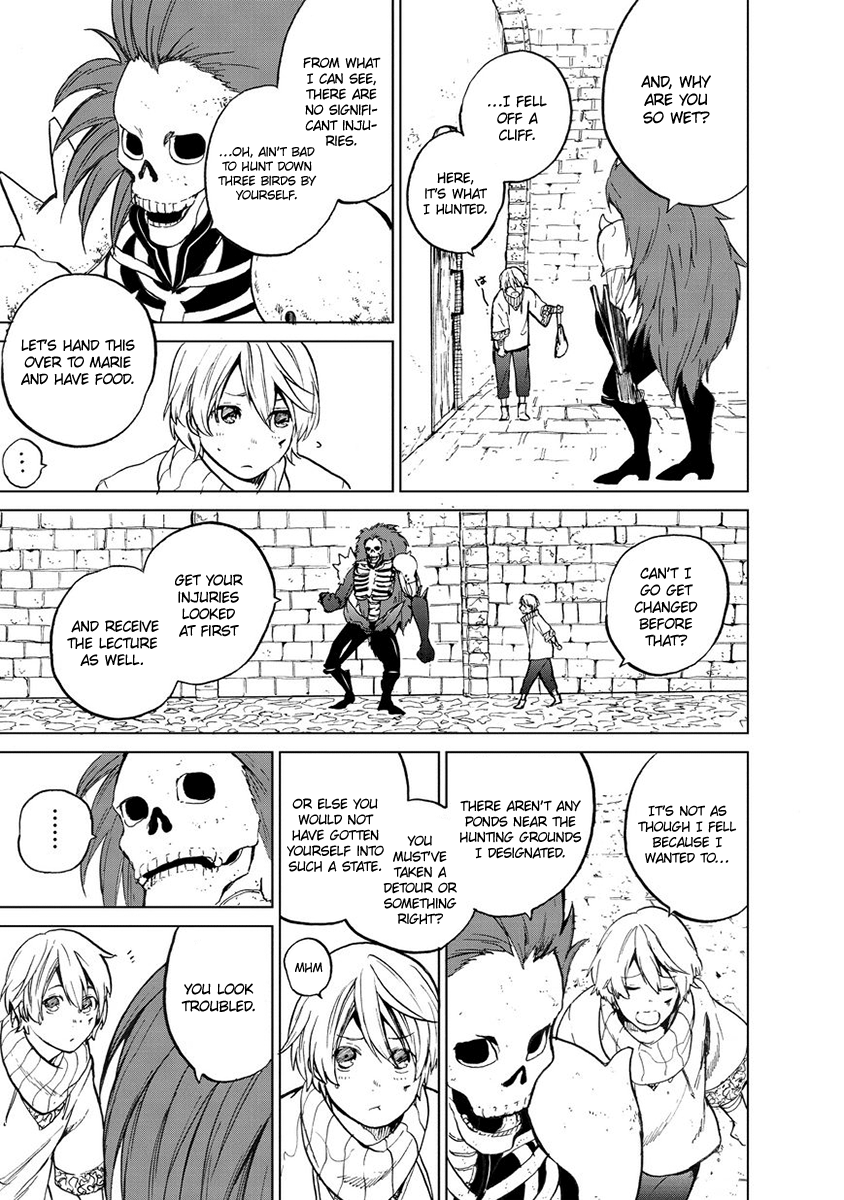 AND, WHY
ARE YOU
SO WET?
...I FELL
OFF A
CLIFF.
HERE,
IT'S WHAT
I HUNTED.
は
FROM WHAT
I CAN SEE,
THERE ARE
NO SIGNIFI-
CANT INJU-
RIES.
...OH, AIN'T BAD
TO HUNT DOWN
THREE BIRDS BY
YOURSELF.
LET'S HAND THIS
OVER TO MARIE
AND HAVE FOOD.
...
CAN'T I
GO GET
CHANGED
BEFORE
THAT?
GET YOUR
INJURIES
LOOKED
AT FIRST
AND RECEIVE
THE LECTURE
AS WELL.
IT'S NOT AS
THOUGH I FELL
BECAUSE I
WANTED TO...
THERE AREN'T ANY
PONDS NEAR THE
HUNTING GROUNDS
I DESIGNATED.
YOU
MUST'VE
TAKEN A
DETOUR OR
SOMETHING
RIGHT?
OR ELSE YOU
WOULD NOT
HAVE GOTTEN
YOURSELF INTO
SUCH A STATE.
MHM
......
YOU LOOK
TROUBLED.